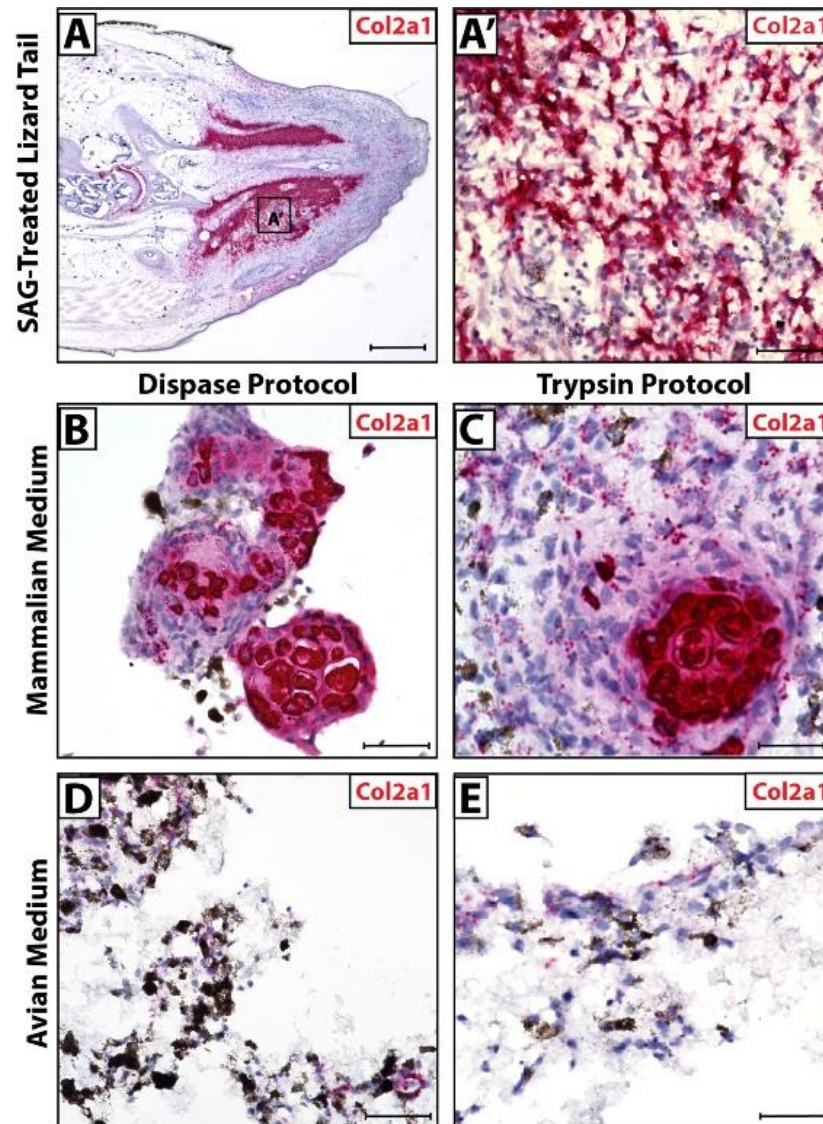 A
Col2a1
A'
Col2a1
SAG-Treated Lizard Tail
A'
Dispase Protocol
Trypsin Protocol
B
Col2a1
C
Col2a1
Mammalian Medium
D
Col2a1
E
Col2a1
Avian Medium